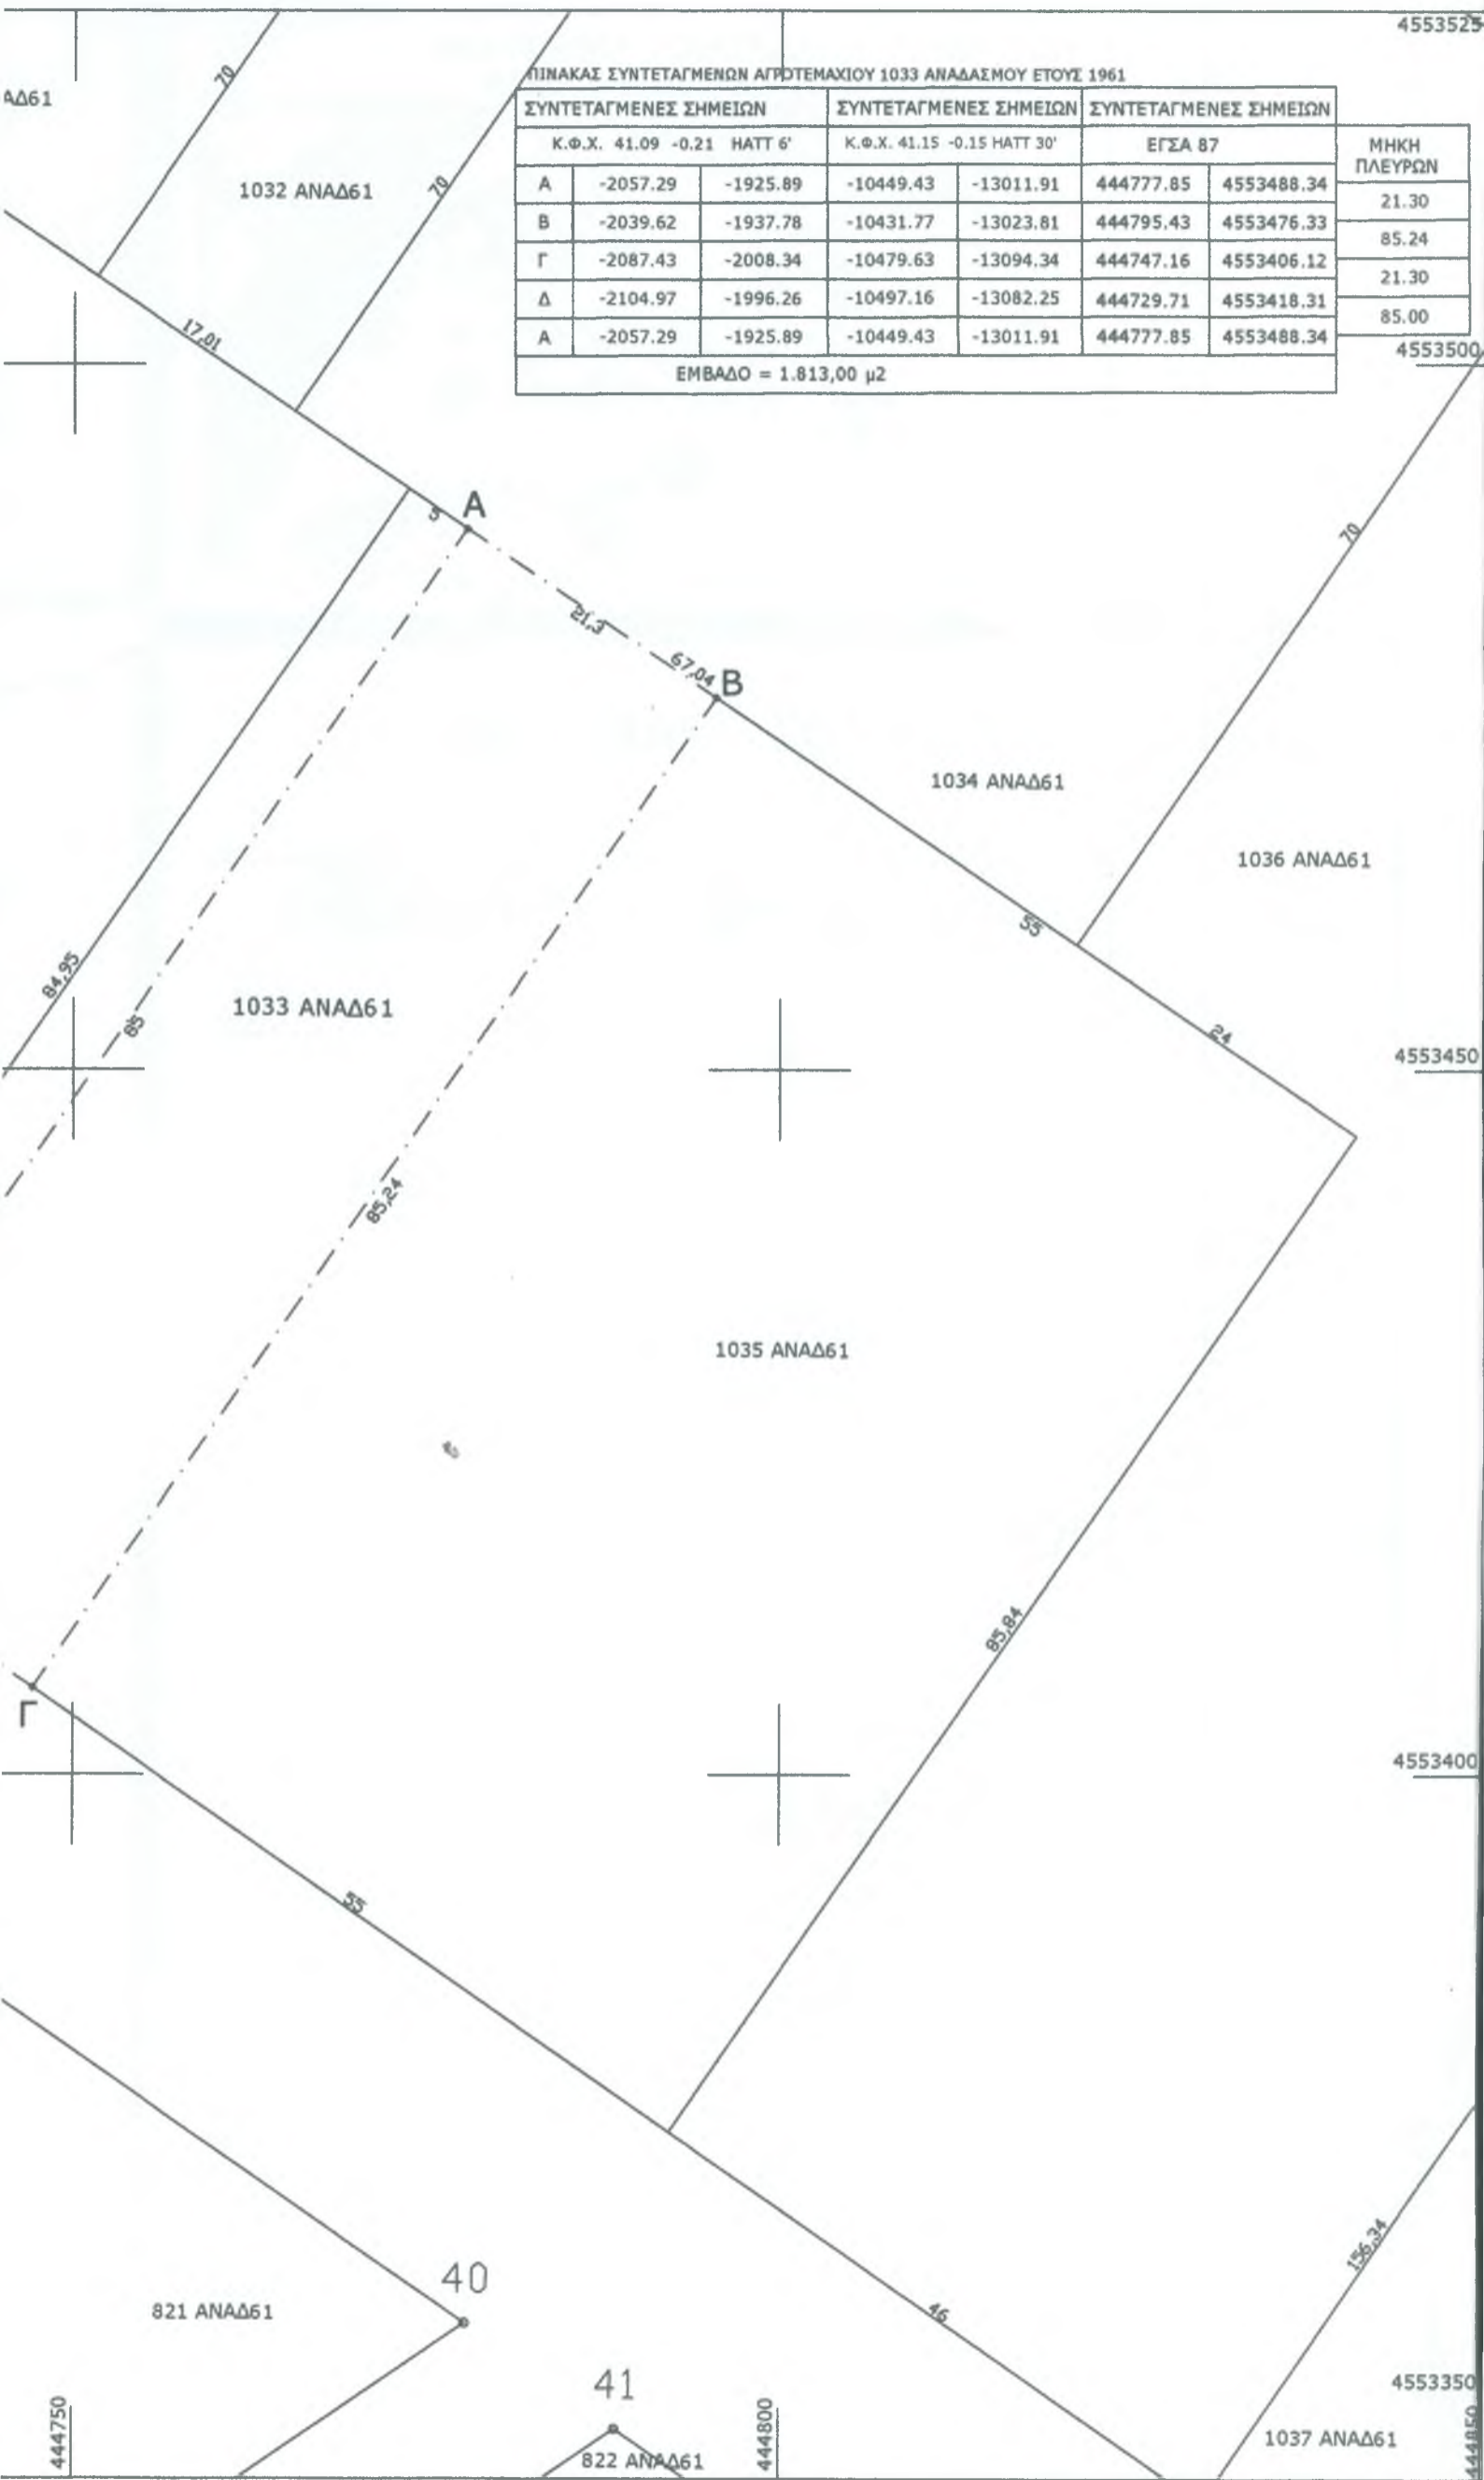 4553525
ΑΔ61
70
ΠΙΝΑΚΑΣ ΣΥΝΤΕΤΑΓΜΕΝΩΝ ΑΓΡΟΤΕΜΑΧΙΟΥ 1033 ΑΝΑΔΑΣΜΟΥ ΕΤΟΥΣ 1961
ΣΥΝΤΕΤΑΓΜΕΝΕΣ ΣΗΜΕΙΩΝ ΣΥΝΤΕΤΑΓΜΕΝΕΣ ΣΗΜΕΙΩΝ ΣΥΝΤΕΤΑΓΜΕΝΕΣ ΣΗΜΕΙΩΝ
Κ.Φ.Χ. 41.09 -0.21 HATT 6' Κ.Φ.Χ. 41.15 -0.15 HATT 30' ΕΓΣΑ 87
ΜΗΚΗ
ΠΛΕΥΡΩΝ
Α -2057.29 -1925.89 -10449.43 -13011.91 444777.85 4553488.34
21.30
Β -2039.62 -1937.78 -10431.77 -13023.81 444795.43 4553476.33
85.24
Γ -2087.43 -2008.34 -10479.63 -13094.34 444747.16 4553406.12
21.30
Δ -2104.97 -1996.26 -10497.16 -13082.25 444729.71 4553418.31
85.00
Α -2057.29 -1925.89 -10449.43 -13011.91 444777.85 4553488.34
ΕΜΒΑΔΟ = 1.813,00 μ2
1032 ΑΝΑΔ61
70
17,01
4553500
5
Α
70
21,3
67,04
Β
1034 ΑΝΑΔ61
1036 ΑΝΑΔ61
55
84,95
85
1033 ΑΝΑΔ61
24
4553450
85,24
1035 ΑΝΑΔ61
85,84
Γ
4553400
55
156,34
40
821 ΑΝΑΔ61
46
41
4553350
444750
444800
822 ΑΝΑΔ61
1037 ΑΝΑΔ61
444850